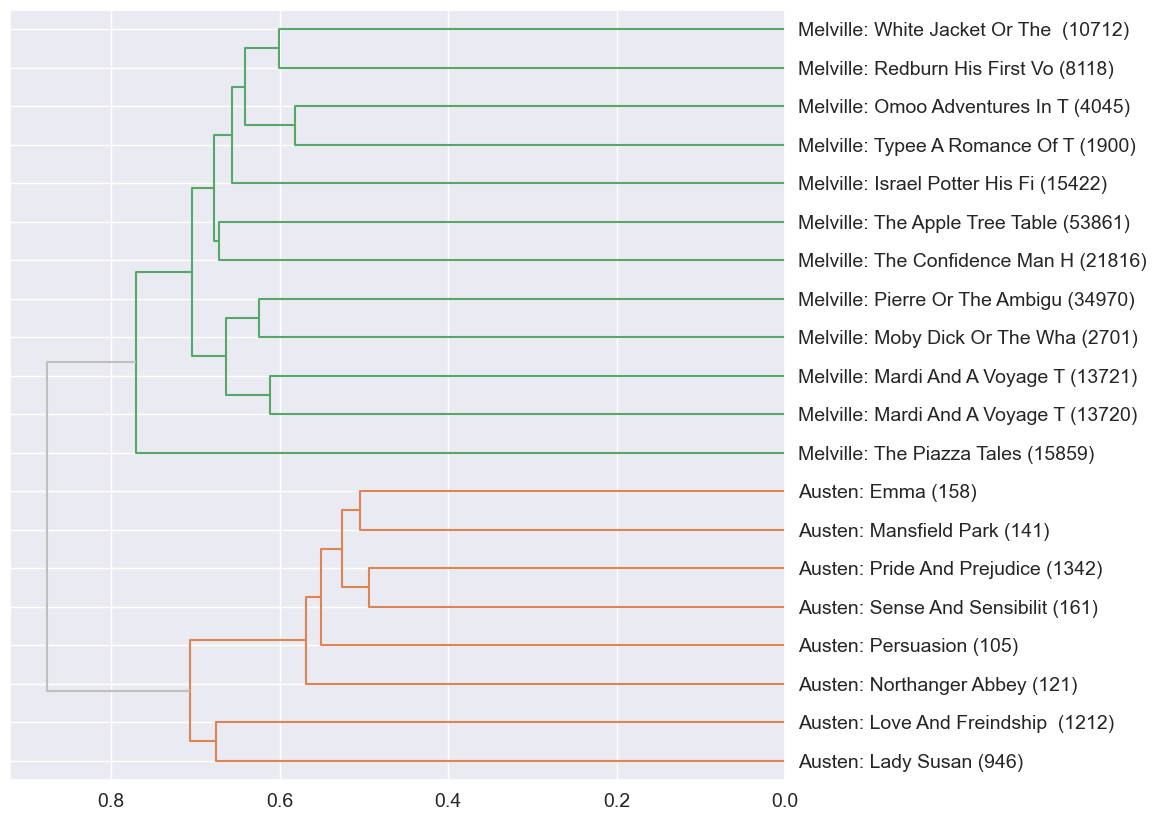 Melville: White Jacket Or The  (10712)
Melville: Redburn His First Vo (8118)
Melville: Omoo Adventures In T (4045)
Melville: Typee A Romance Of T (1900)
Melville: Israel Potter His Fi (15422)
Melville: The Apple Tree Table (53861)
Melville: The Confidence Man H (21816)
Melville: Pierre Or The Ambigu (34970)
Melville: Moby Dick Or The Wha (2701)
Melville: Mardi And A Voyage T (13721)
Melville: Mardi And A Voyage T (13720)
Melville: The Piazza Tales (15859)
Austen: Emma (158)
Austen: Mansfield Park (141)
Austen: Pride And Prejudice (1342)
Austen: Sense And Sensibilit (161)
Austen: Persuasion (105)
Austen: Northanger Abbey (121)
Austen: Love And Freindship  (1212)
Austen: Lady Susan (946)
0.8 0.6 0.4 0.2 0.0